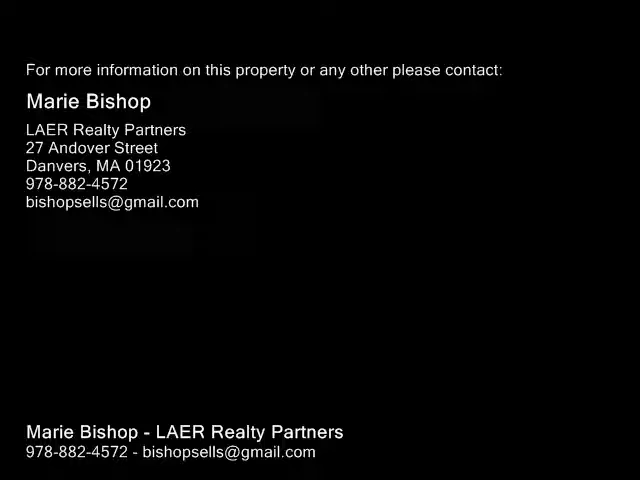 For more information on this property or any other please contact:
Marie Bishop
LAER Realty Partners
27 Andover Street
Danvers, MA 01923
978-882-4572
bishopsells@gmail.com
Marie Bishop - LAER Realty Partners
978-882-4572 - bishopsells@gmail.com